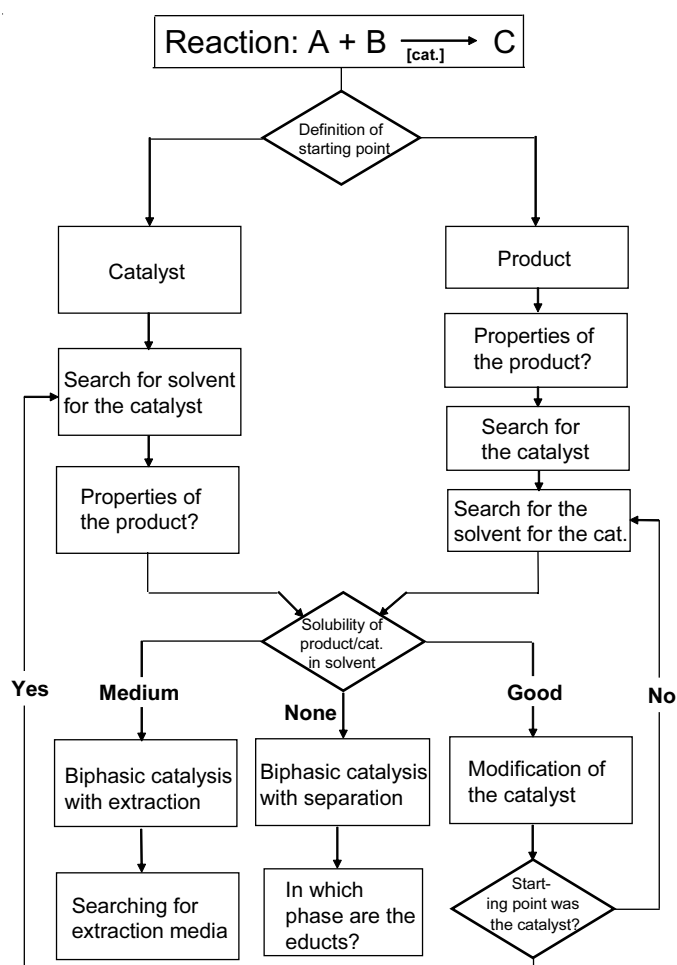 Reaction: A + B ⟶ C
[cat.]
Definition of
starting point
Catalyst
Product
Properties of
the product?
Search for solvent
for the catalyst
Search for
the catalyst
Properties of
the product?
Search for the
solvent for the cat.
Solubility of
product/cat.
in solvent
Yes
Medium
None
Good
No
Biphasic catalysis
with extraction
Biphasic catalysis
with separation
Modification of
the catalyst
Searching for
extraction media
In which
phase are the
educts?
Start-
ing point was
the catalyst?